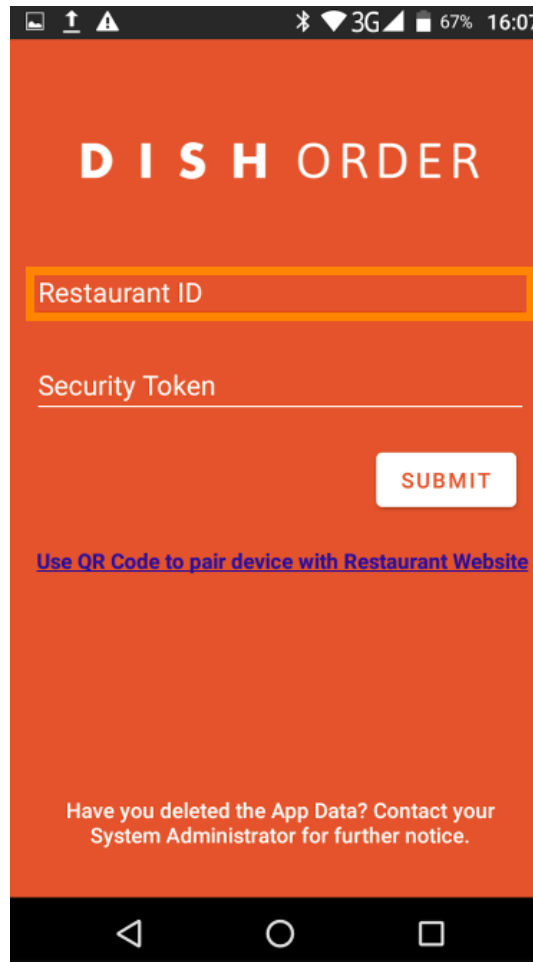 3G 67% 16:07
DISH ORDER
Restaurant ID
Security Token
SUBMIT
Use QR Code to pair device with Restaurant Website
Have you deleted the App Data? Contact your
System Administrator for further notice.